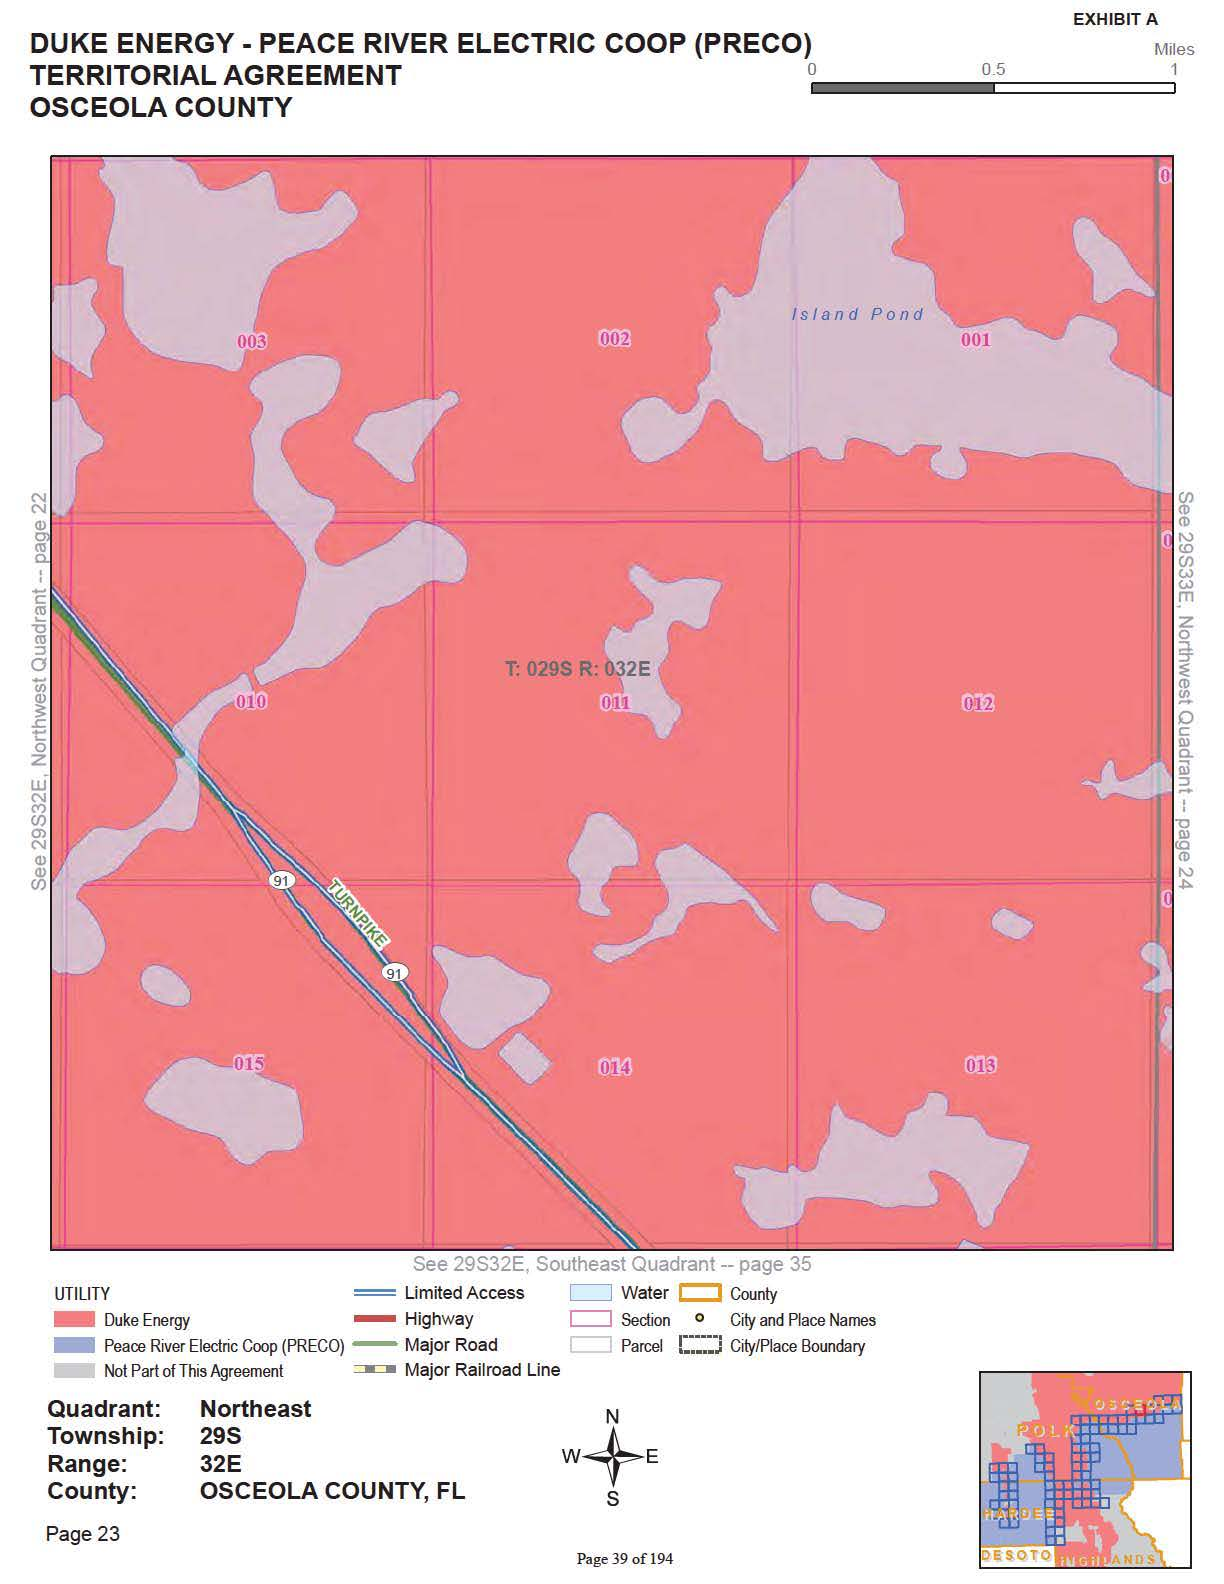 EXHIBIT A
DUKE ENERGY - PEACE RIVER ELECTRIC COOP (PRECO)
TERRITORIAL AGREEMENT
OSCEOLA COUNTY
Miles
0 0.5 1
0
Island Pond
003 002 001
See 29S32E, Northwest Quadrant -- page 22
See 29S33E, Northwest Quadrant -- page 24
0
T: 029S R: 032E
010 011 012
91
TURNPIKE
0
91
015 014 013
See 29S32E, Southeast Quadrant -- page 35
UTILITY
Duke Energy
Peace River Electric Coop (PRECO)
Not Part of This Agreement
Limited Access
Highway
Major Road
Major Railroad Line
Water
Section
Parcel
County
City and Place Names
City/Place Boundary
Quadrant: Northeast
Township: 29S
Range: 32E
County: OSCEOLA COUNTY, FL
Page 23
N
W E
S
OSCEOLA
POLK
HARDEE
DESOTO
HIGHLANDS
Page 39 of 194